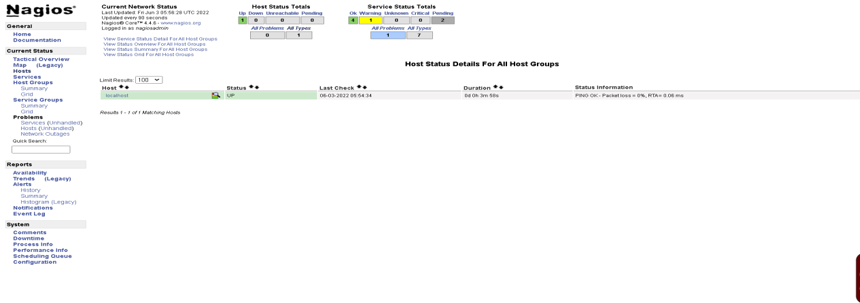 Nagios®
General
Home
Documentation
Current Status
Tactical Overview
Map (Legacy)
Hosts
Services
Host Groups
Summary
Grid
Service Groups
Summary
Grid
Problems
Services (Unhandled)
Hosts (Unhandled)
Network Outages
Quick Search:
Reports
Availability
Trends (Legacy)
Alerts
History
Summary
Histogram (Legacy)
Notifications
Event Log
System
Comments
Downtime
Process Info
Performance Info
Scheduling Queue
Configuration
Current Network Status
Last Updated: Fri Jun 3 05:56:28 UTC 2022
Updated every 90 seconds
Nagios® Core™ 4.4.6 - www.nagios.org
Logged in as nagiosadmin
View Service Status Detail For All Host Groups
View Status Overview For All Host Groups
View Status Summary For All Host Groups
View Status Grid For All Host Groups
Host Status Totals
Up Down Unreachable Pending
1 0 0 0
All Problems All Types
0 1
Service Status Totals
Ok Warning Unknown Critical Pending
4 1 0 0 2
All Problems All Types
1 7
Host Status Details For All Host Groups
Limit Results: 100
Host Status Last Check Duration Status Information
localhost UP 06-03-2022 05:54:34 PING OK - Packet loss = 0%, RTA = 0.06 ms
Results 1 - 1 of 1 Matching Hosts